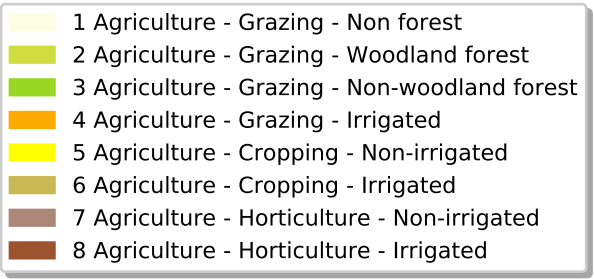 1 Agriculture - Grazing - Non forest
2 Agriculture - Grazing - Woodland forest
3 Agriculture - Grazing - Non-woodland forest
4 Agriculture - Grazing - Irrigated
5 Agriculture - Cropping - Non-irrigated
6 Agriculture - Cropping - Irrigated
7 Agriculture - Horticulture - Non-irrigated
8 Agriculture - Horticulture - Irrigated